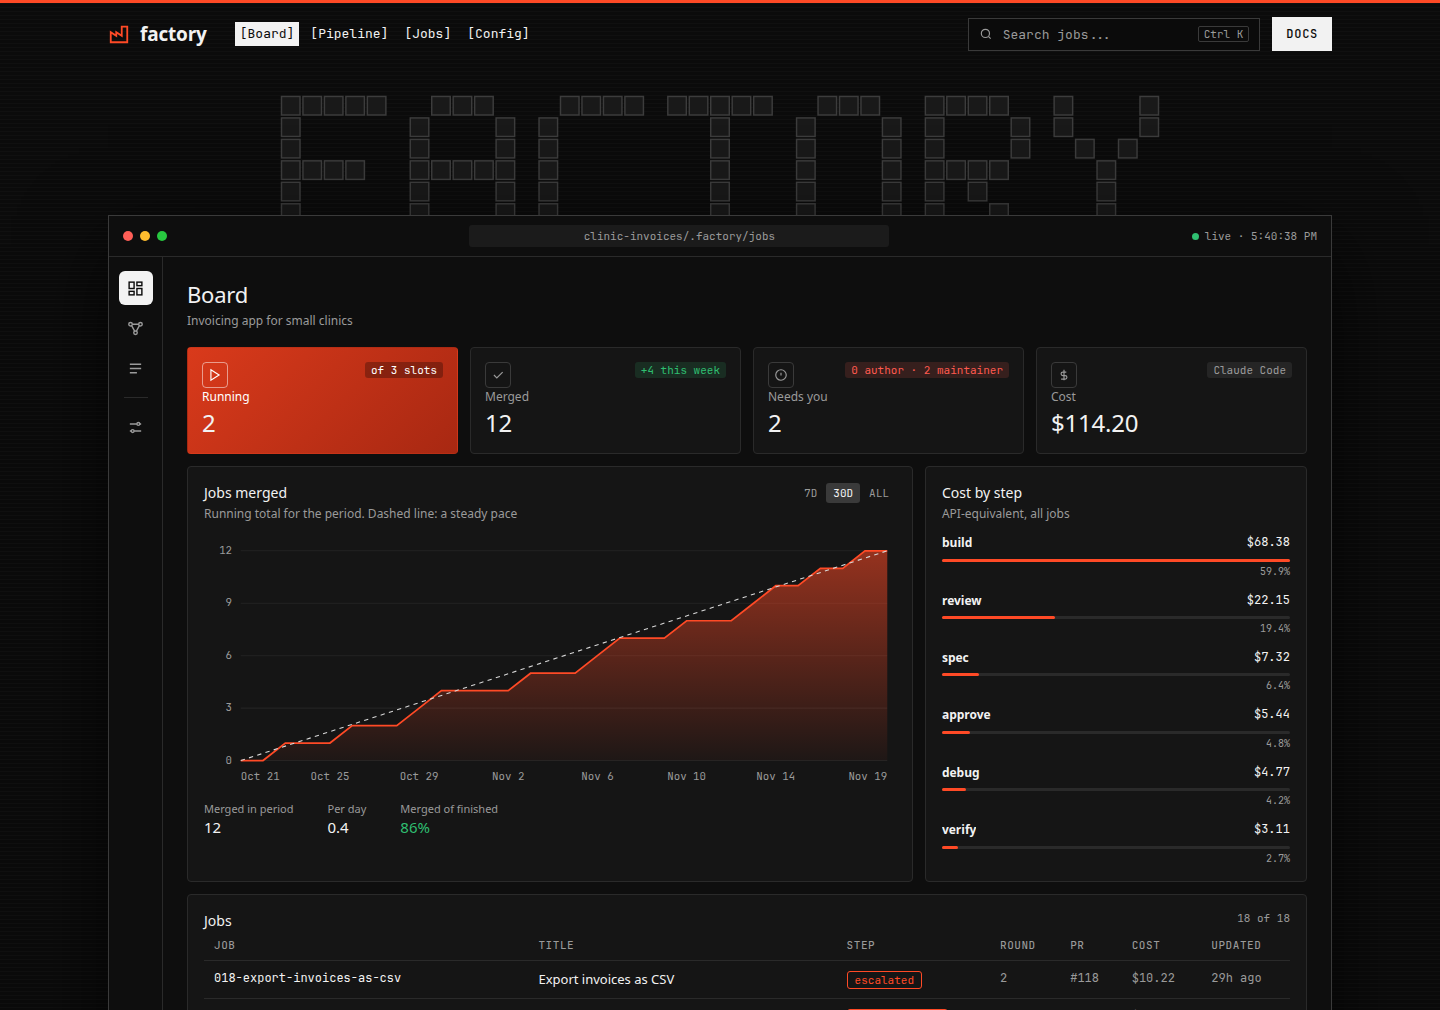 factory [Board] [Pipeline] [Jobs] [Config] Search jobs... Ctrl K DOCS
FACTORY
clinic-invoices/.factory/jobs live · 5:40:38 PM
Board
Invoicing app for small clinics
of 3 slots
Running
2
+4 this week
Merged
12
0 author · 2 maintainer
Needs you
2
Claude Code
Cost
$114.20
Jobs merged 7D 30D ALL
Running total for the period. Dashed line: a steady pace
12
9
6
3
0
Oct 21 Oct 25 Oct 29 Nov 2 Nov 6 Nov 10 Nov 14 Nov 19
Merged in period Per day Merged of finished
12 0.4 86%
Cost by step
API-equivalent, all jobs
build $68.38
59.9%
review $22.15
19.4%
spec $7.32
6.4%
approve $5.44
4.8%
debug $4.77
4.2%
verify $3.11
2.7%
Jobs 18 of 18
JOB TITLE STEP ROUND PR COST UPDATED
018-export-invoices-as-csv Export invoices as CSV escalated 2 #118 $10.22 29h ago